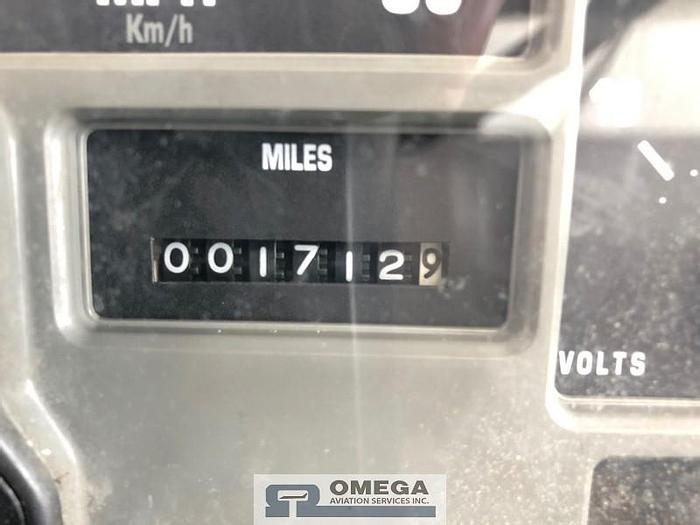 Km/h
MILES
0017129
VOLTS
OMEGA
AVIATION SERVICES INC.